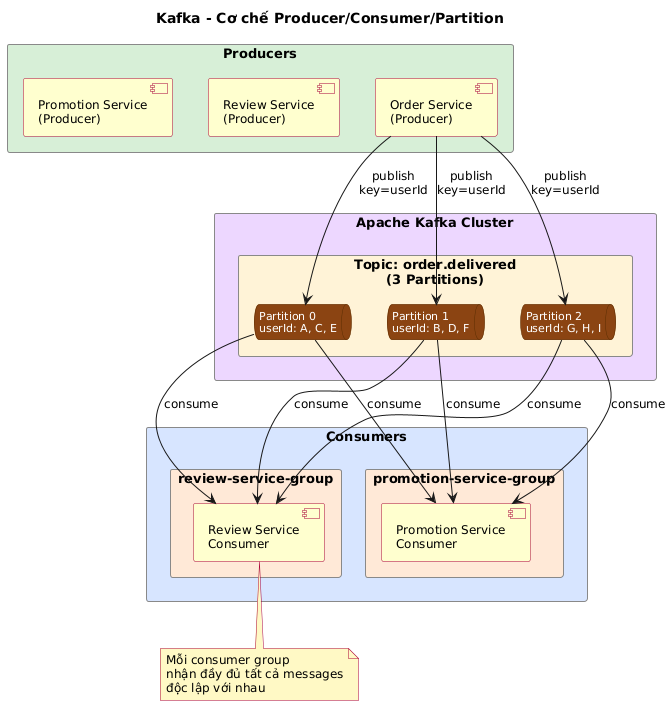 Kafka - Cơ chế Producer/Consumer/Partition
Producers
Promotion Service
(Producer)
Review Service
(Producer)
Order Service
(Producer)
publish
key=userId
publish
key=userId
publish
key=userId
Apache Kafka Cluster
Topic: order.delivered
(3 Partitions)
Partition 0
userId: A, C, E
Partition 1
userId: B, D, F
Partition 2
userId: G, H, I
consume
consume
consume
consume
consume
consume
Consumers
review-service-group
promotion-service-group
Review Service
Consumer
Promotion Service
Consumer
Mỗi consumer group
nhận đầy đủ tất cả messages
độc lập với nhau